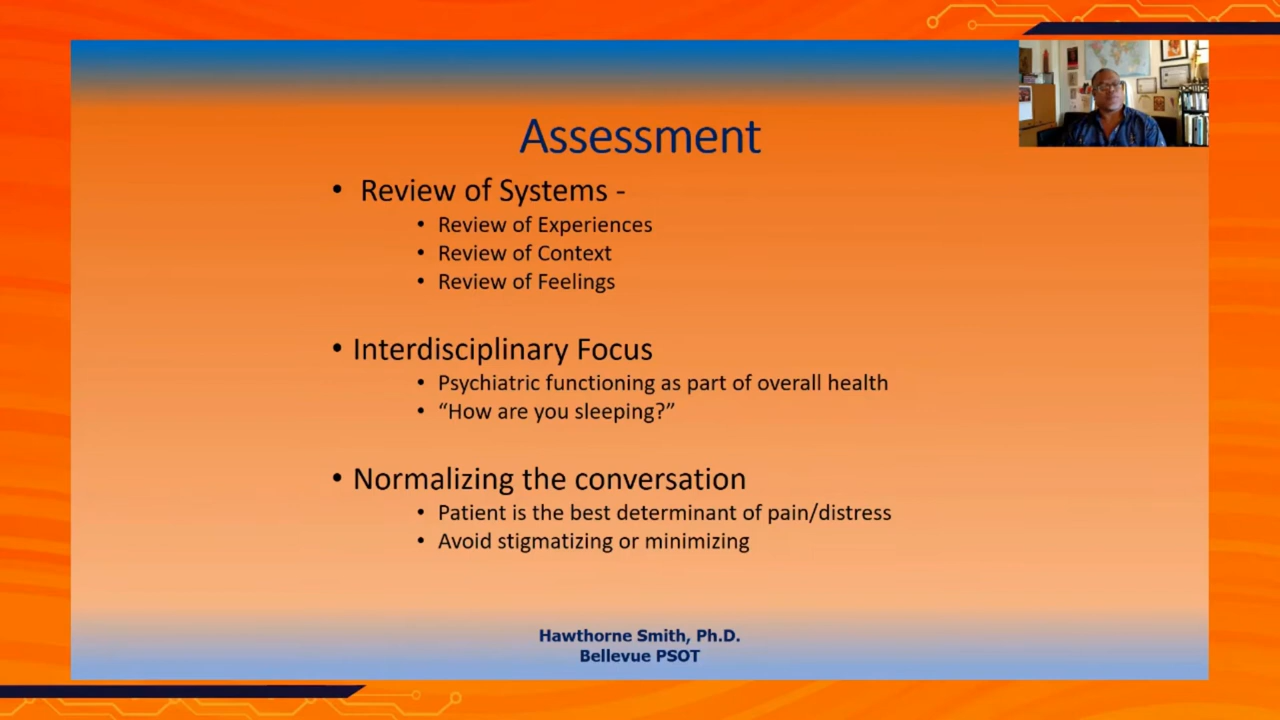 Assessment
• Review of Systems -
• Review of Experiences
• Review of Context
• Review of Feelings
• Interdisciplinary Focus
• Psychiatric functioning as part of overall health
• “How are you sleeping?”
• Normalizing the conversation
• Patient is the best determinant of pain/distress
• Avoid stigmatizing or minimizing
Hawthorne Smith, Ph.D.
Bellevue PSOT